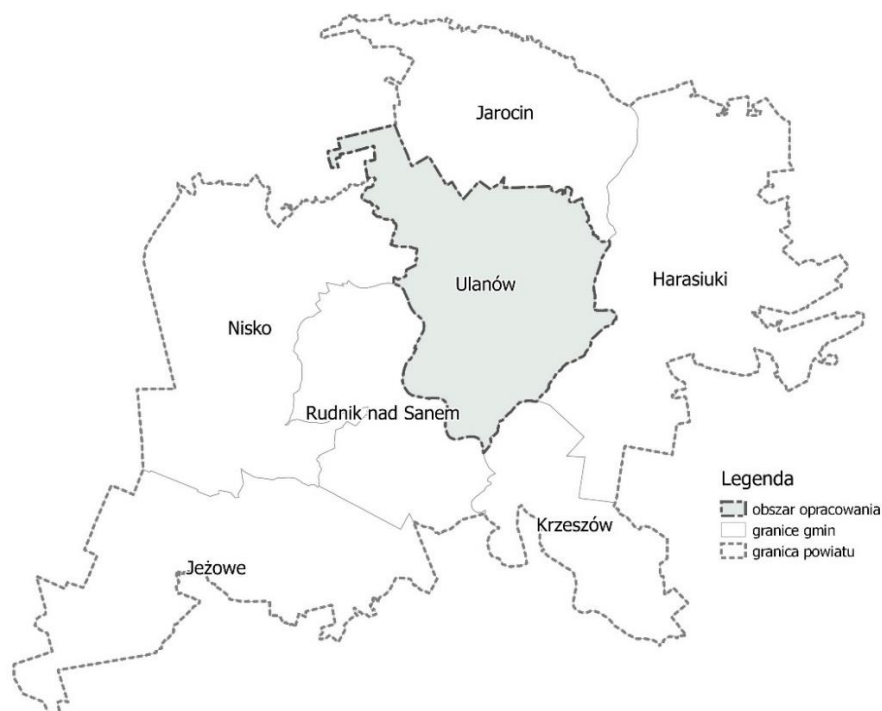 Jarocin
Ulanów
Harasiuki
Nisko
Rudnik nad Sanem
Krzeszów
Jeżowe
Legenda
obszar opracowania
granice gmin
granica powiatu